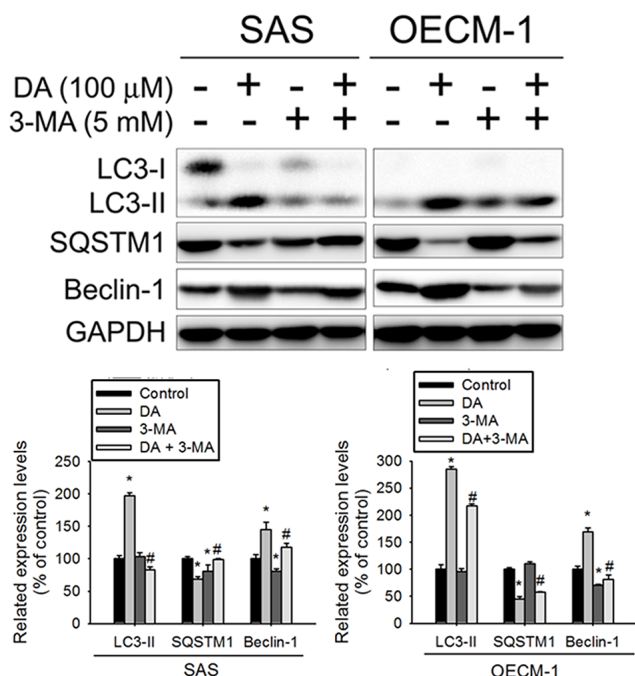 SAS OECM-1
DA (100 μM) - + - + - + - +
3-MA (5 mM) - - + + - - + +
LC3-I
LC3-II
SQSTM1
Beclin-1
GAPDH
Control
DA
3-MA
DA + 3-MA
Related expression levels
(% of control)
250
200
150
100
50
0
* # * * # * * #
LC3-II SQSTM1 Beclin-1
SAS
Control
DA
3-MA
DA+3-MA
Related expression levels
(% of control)
300
250
200
150
100
50
0
* # * # * * #
LC3-II SQSTM1 Beclin-1
OECM-1